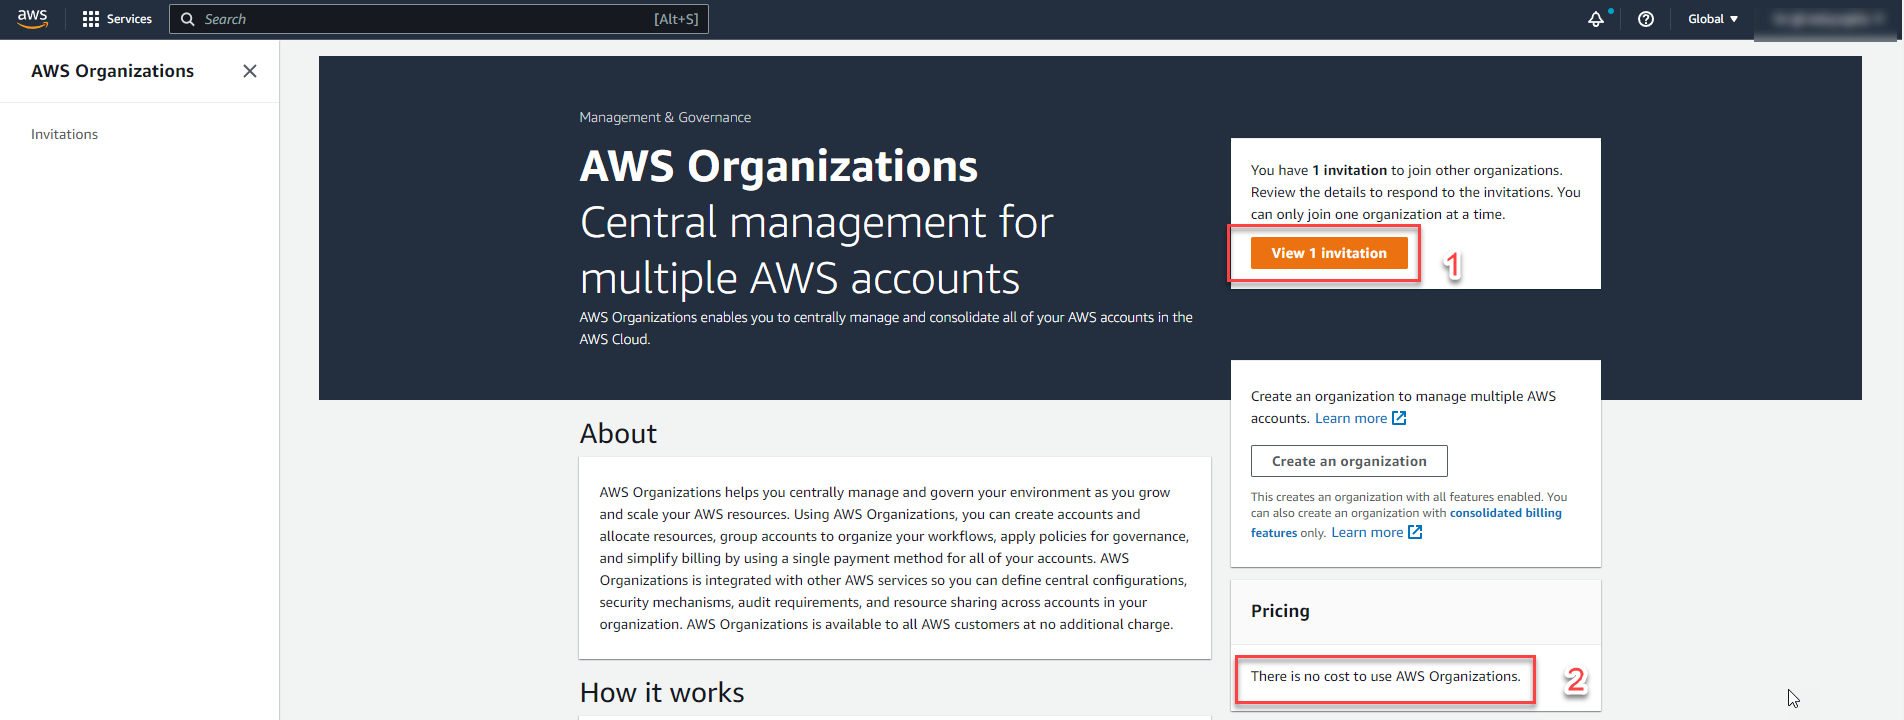 aws
Services
Search
[Alt+S]
Global
AWS Organizations
Invitations
Management & Governance
AWS Organizations
Central management for
multiple AWS accounts
AWS Organizations enables you to centrally manage and consolidate all of your AWS accounts in the
AWS Cloud.
You have 1 invitation to join other organizations.
Review the details to respond to the invitations. You
can only join one organization at a time.
View 1 invitation
1
Create an organization to manage multiple AWS
accounts. Learn more
Create an organization
This creates an organization with all features enabled. You
can also create an organization with consolidated billing
features only. Learn more
About
AWS Organizations helps you centrally manage and govern your environment as you grow
and scale your AWS resources. Using AWS Organizations, you can create accounts and
allocate resources, group accounts to organize your workflows, apply policies for governance,
and simplify billing by using a single payment method for all of your accounts. AWS
Organizations is integrated with other AWS services so you can define central configurations,
security mechanisms, audit requirements, and resource sharing across accounts in your
organization. AWS Organizations is available to all AWS customers at no additional charge.
Pricing
There is no cost to use AWS Organizations.
2
How it works